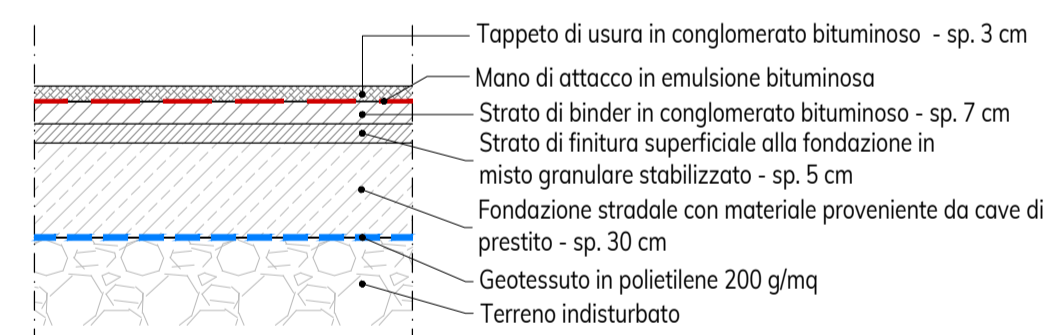 Tappeto di usura in conglomerato bituminoso - sp. 3 cm
Mano di attacco in emulsione bituminosa
Strato di binder in conglomerato bituminoso - sp. 7 cm
Strato di finitura superficiale alla fondazione in
misto granulare stabilizzato - sp. 5 cm
Fondazione stradale con materiale proveniente da cave di
prestito - sp. 30 cm
Geotessuto in polietilene 200 g/mq
Terreno indisturbato